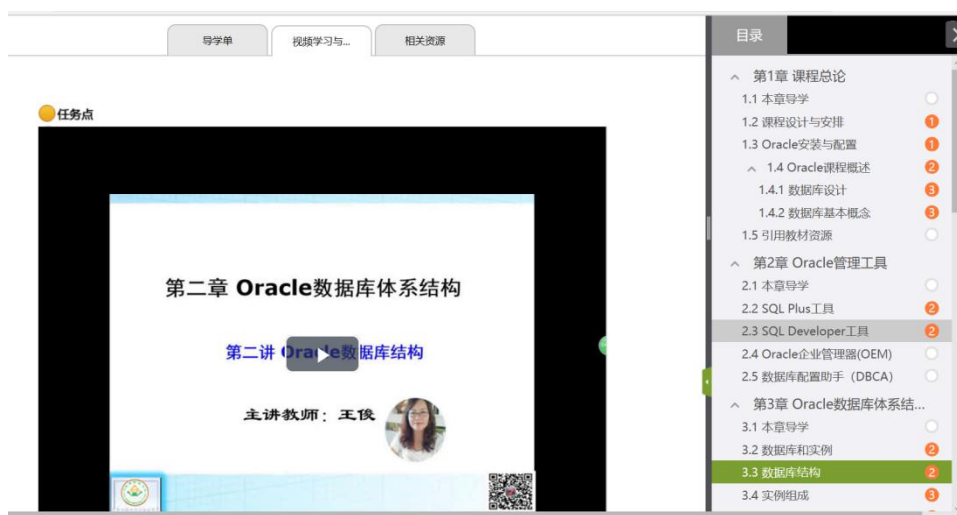 导学单
视频学习与...
相关资源
任务点
第二章 Oracle数据库体系结构
第二讲 Oracle数据库结构
主讲教师：王俊
目录
第1章 课程总论
1.1 本章导学
1.2 课程设计与安排 1
1.3 Oracle安装与配置 1
1.4 Oracle课程概述 2
1.4.1 数据库设计 3
1.4.2 数据库基本概念 3
1.5 引用教材资源
第2章 Oracle管理工具
2.1 本章导学
2.2 SQL Plus工具 2
2.3 SQL Developer工具 2
2.4 Oracle企业管理器(OEM)
2.5 数据库配置助手（DBCA）
第3章 Oracle数据库体系结...
3.1 本章导学
3.2 数据库和实例 2
3.3 数据库结构 2
3.4 实例组成 3